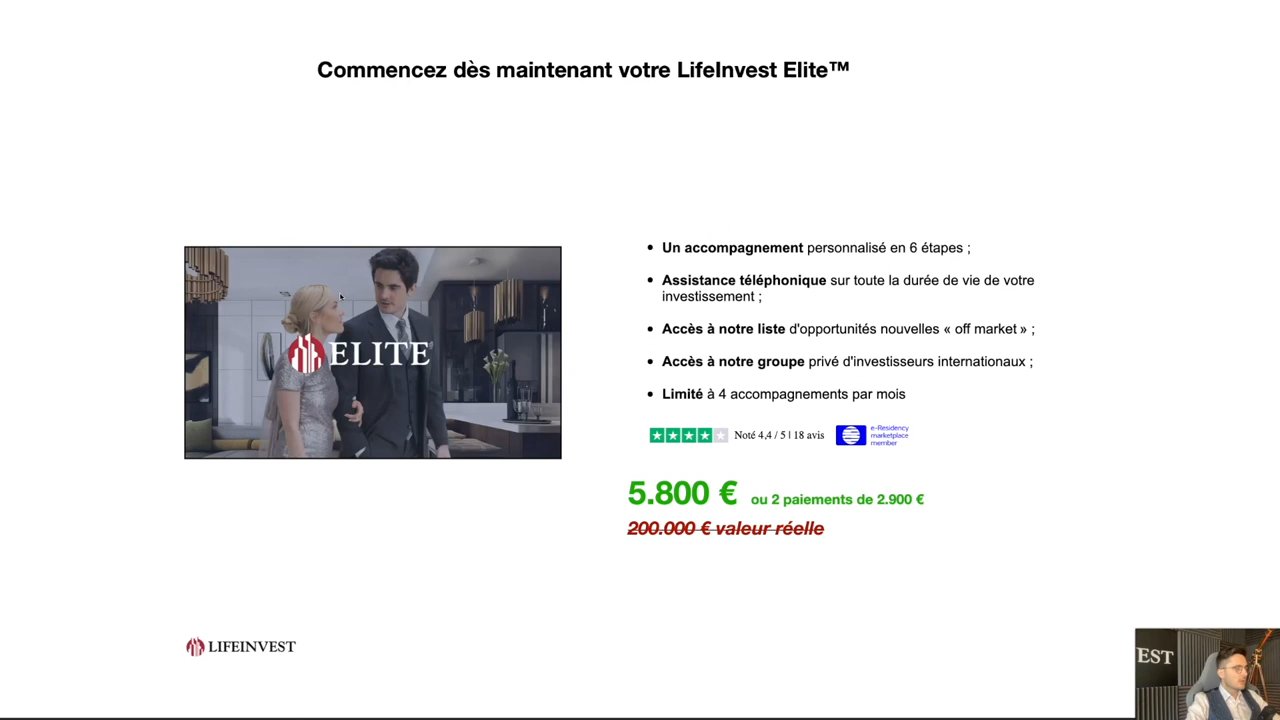 Commencez dès maintenant votre LifeInvest Elite™
ELITE
• Un accompagnement personnalisé en 6 étapes ;
• Assistance téléphonique sur toute la durée de vie de votre
investissement ;
• Accès à notre liste d'opportunités nouvelles « off market » ;
• Accès à notre groupe privé d'investisseurs internationaux ;
• Limité à 4 accompagnements par mois
Noté 4,4 / 5 | 18 avis
e-Residency
marketplace
member
5.800 € ou 2 paiements de 2.900 €
200.000 € valeur réelle
LIFEINVEST
EST